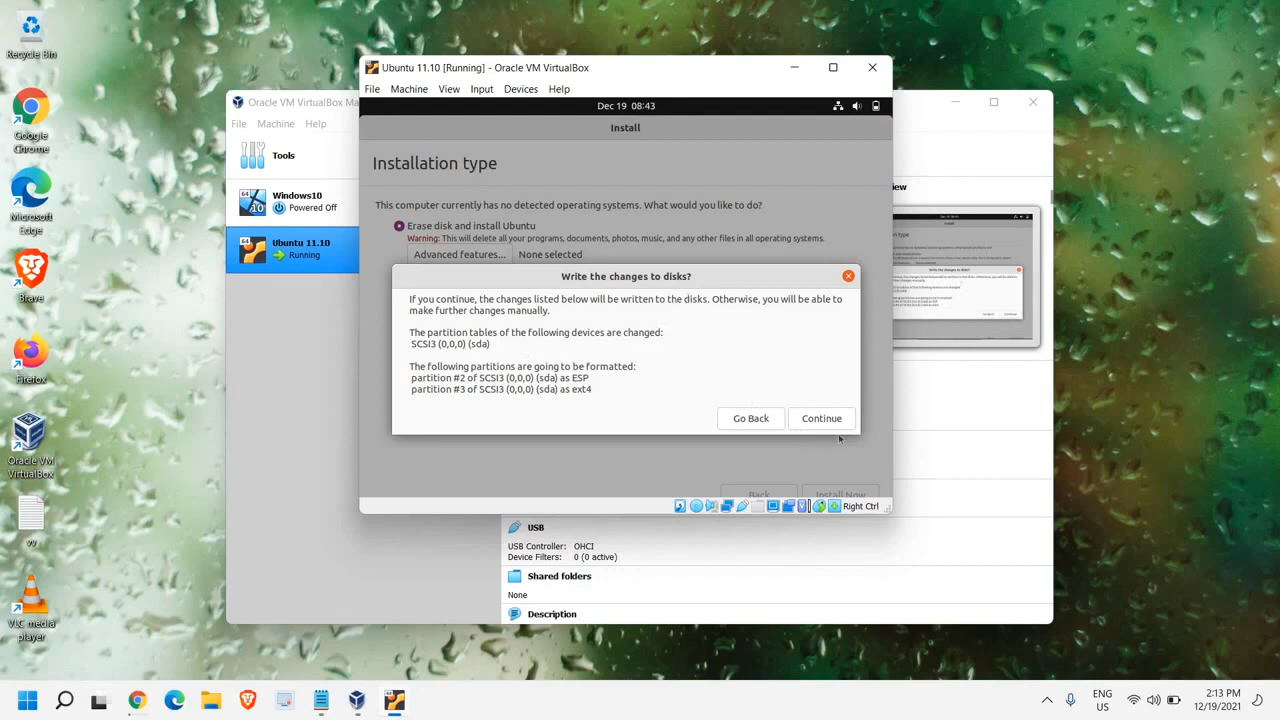 Recycle Bin
Google
Chrome
Microsoft
Edge
Brave
Firefox
Oracle VM
VirtualBox
vv
VLC media
player
Oracle VM VirtualBox Ma
File Machine Help
Tools
Windows10
Powered Off
Ubuntu 11.10
Running
Ubuntu 11.10 [Running] - Oracle VM VirtualBox
File Machine View Input Devices Help
Dec 19 08:43
Install
Installation type
This computer currently has no detected operating systems. What would you like to do?
Erase disk and install Ubuntu
Warning: This will delete all your programs, documents, photos, music, and any other files in all operating systems.
Advanced features... None selected
Write the changes to disks?
If you continue, the changes listed below will be written to the disks. Otherwise, you will be able to
make further changes manually.
The partition tables of the following devices are changed:
SCSI3 (0,0,0) (sda)
The following partitions are going to be formatted:
partition #2 of SCSI3 (0,0,0) (sda) as ESP
partition #3 of SCSI3 (0,0,0) (sda) as ext4
Go Back Continue
Back Install Now
Right Ctrl
USB
USB Controller: OHCI
Device Filters: 0 (0 active)
Shared folders
None
Description
ENG
US
2:13 PM
12/19/2021